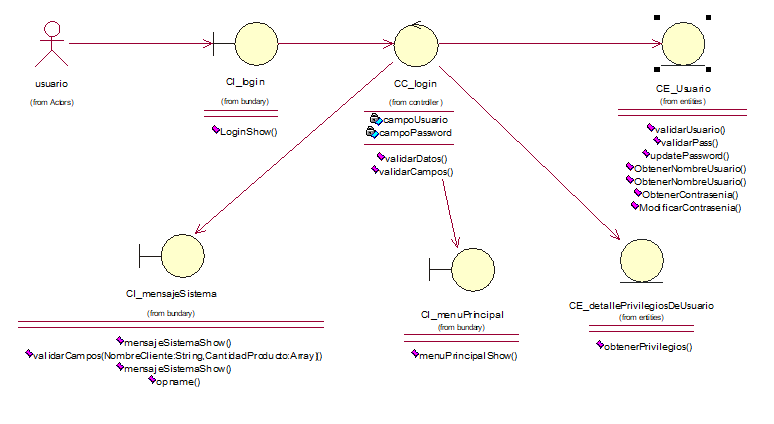 usuario
(from Actors)
CI_login
(from bundary)
LoginShow()
CC_login
(from controller)
campoUsuario
campoPassword
validarDatos()
validarCampos()
CE_Usuario
(from entities)
validarUsuario()
validarPass()
updatePassword()
ObtenerNombreUsuario()
ObtenerNombreUsuario()
ObtenerContrasenia()
ModificarContrasenia()
CI_mensajeSistema
(from bundary)
mensajeSistemaShow()
validarCampos(NombreCliente:String,CantidadProducto:Array[])
mensajeSistemaShow()
opname()
CI_menuPrincipal
(from bundary)
menuPrincipalShow()
CE_detallePrivilegiosDeUsuario
(from entities)
obtenerPrivilegios()